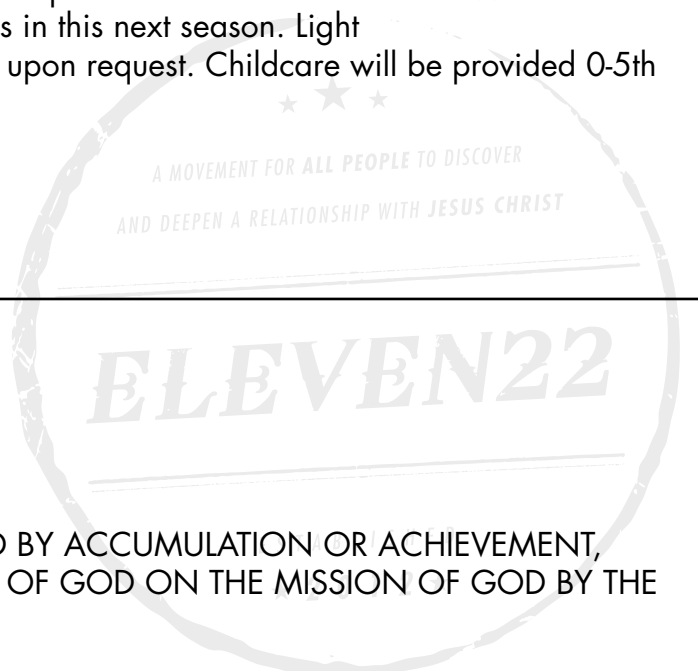 s in this next season. Light
upon request. Childcare will be provided 0-5th
A MOVEMENT FOR ALL PEOPLE TO DISCOVER
AND DEEPEN A RELATIONSHIP WITH JESUS CHRIST
ELEVEN22
BY ACCUMULATION OR ACHIEVEMENT,
OF GOD ON THE MISSION OF GOD BY THE